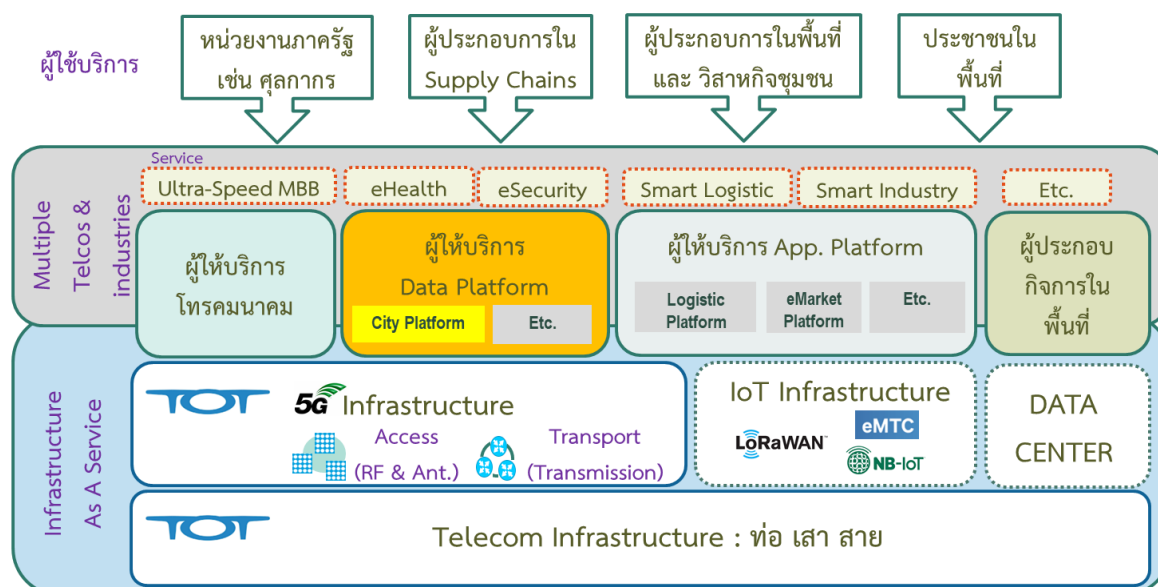 ผู้ใช้บริการ
หน่วยงานภาครัฐ
เช่น ศุลกากร
ผู้ประกอบการใน
Supply Chains
ผู้ประกอบการในพื้นที่
และ วิสาหกิจชุมชน
ประชาชนใน
พื้นที่
Multiple
Telcos &
industries
Service
Ultra-Speed MBB
eHealth
eSecurity
Smart Logistic
Smart Industry
Etc.
ผู้ให้บริการ
โทรคมนาคม
ผู้ให้บริการ
Data Platform
City Platform
Etc.
ผู้ให้บริการ App. Platform
Logistic
Platform
eMarket
Platform
Etc.
ผู้ประกอบ
กิจการใน
พื้นที่
Infrastructure
As A Service
TOT
5G Infrastructure
Access
(RF & Ant.)
Transport
(Transmission)
IoT Infrastructure
LoRaWAN™
eMTC
NB-IoT
DATA
CENTER
TOT
Telecom Infrastructure : ท่อ เสา สาย